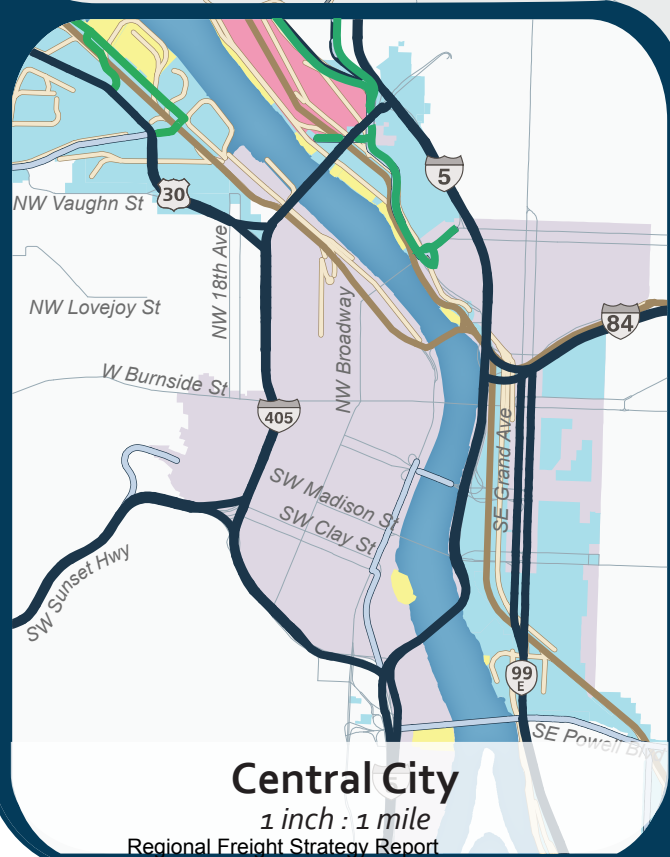 5
30
NW Vaughn St
NW 18th Ave
NW Lovejoy St
NW Broadway
84
W Burnside St
405
SE Grand Ave
SW Madison St
SW Clay St
SW Sunset Hwy
99
E
SE Powell Blvd
Central City
1 inch : 1 mile
Regional Freight Strategy Report